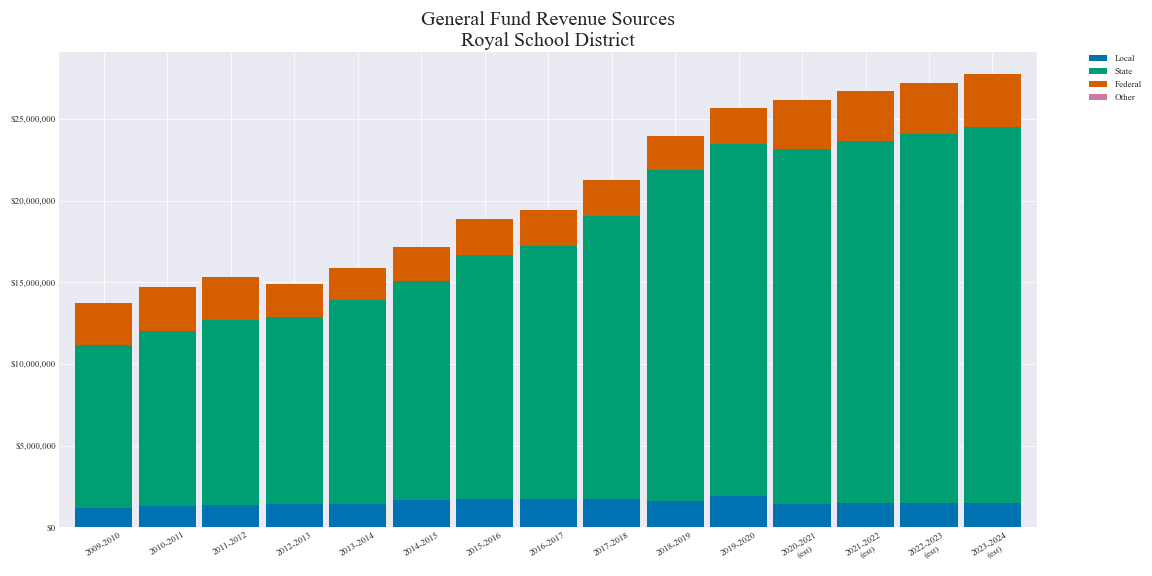 General Fund Revenue Sources
Royal School District
Local
State
Federal
Other
$25,000,000
$20,000,000
$15,000,000
$10,000,000
$5,000,000
$0
2009-2010
2010-2011
2011-2012
2012-2013
2013-2014
2014-2015
2015-2016
2016-2017
2017-2018
2018-2019
2019-2020
2020-2021
(est)
2021-2022
(est)
2022-2023
(est)
2023-2024
(est)